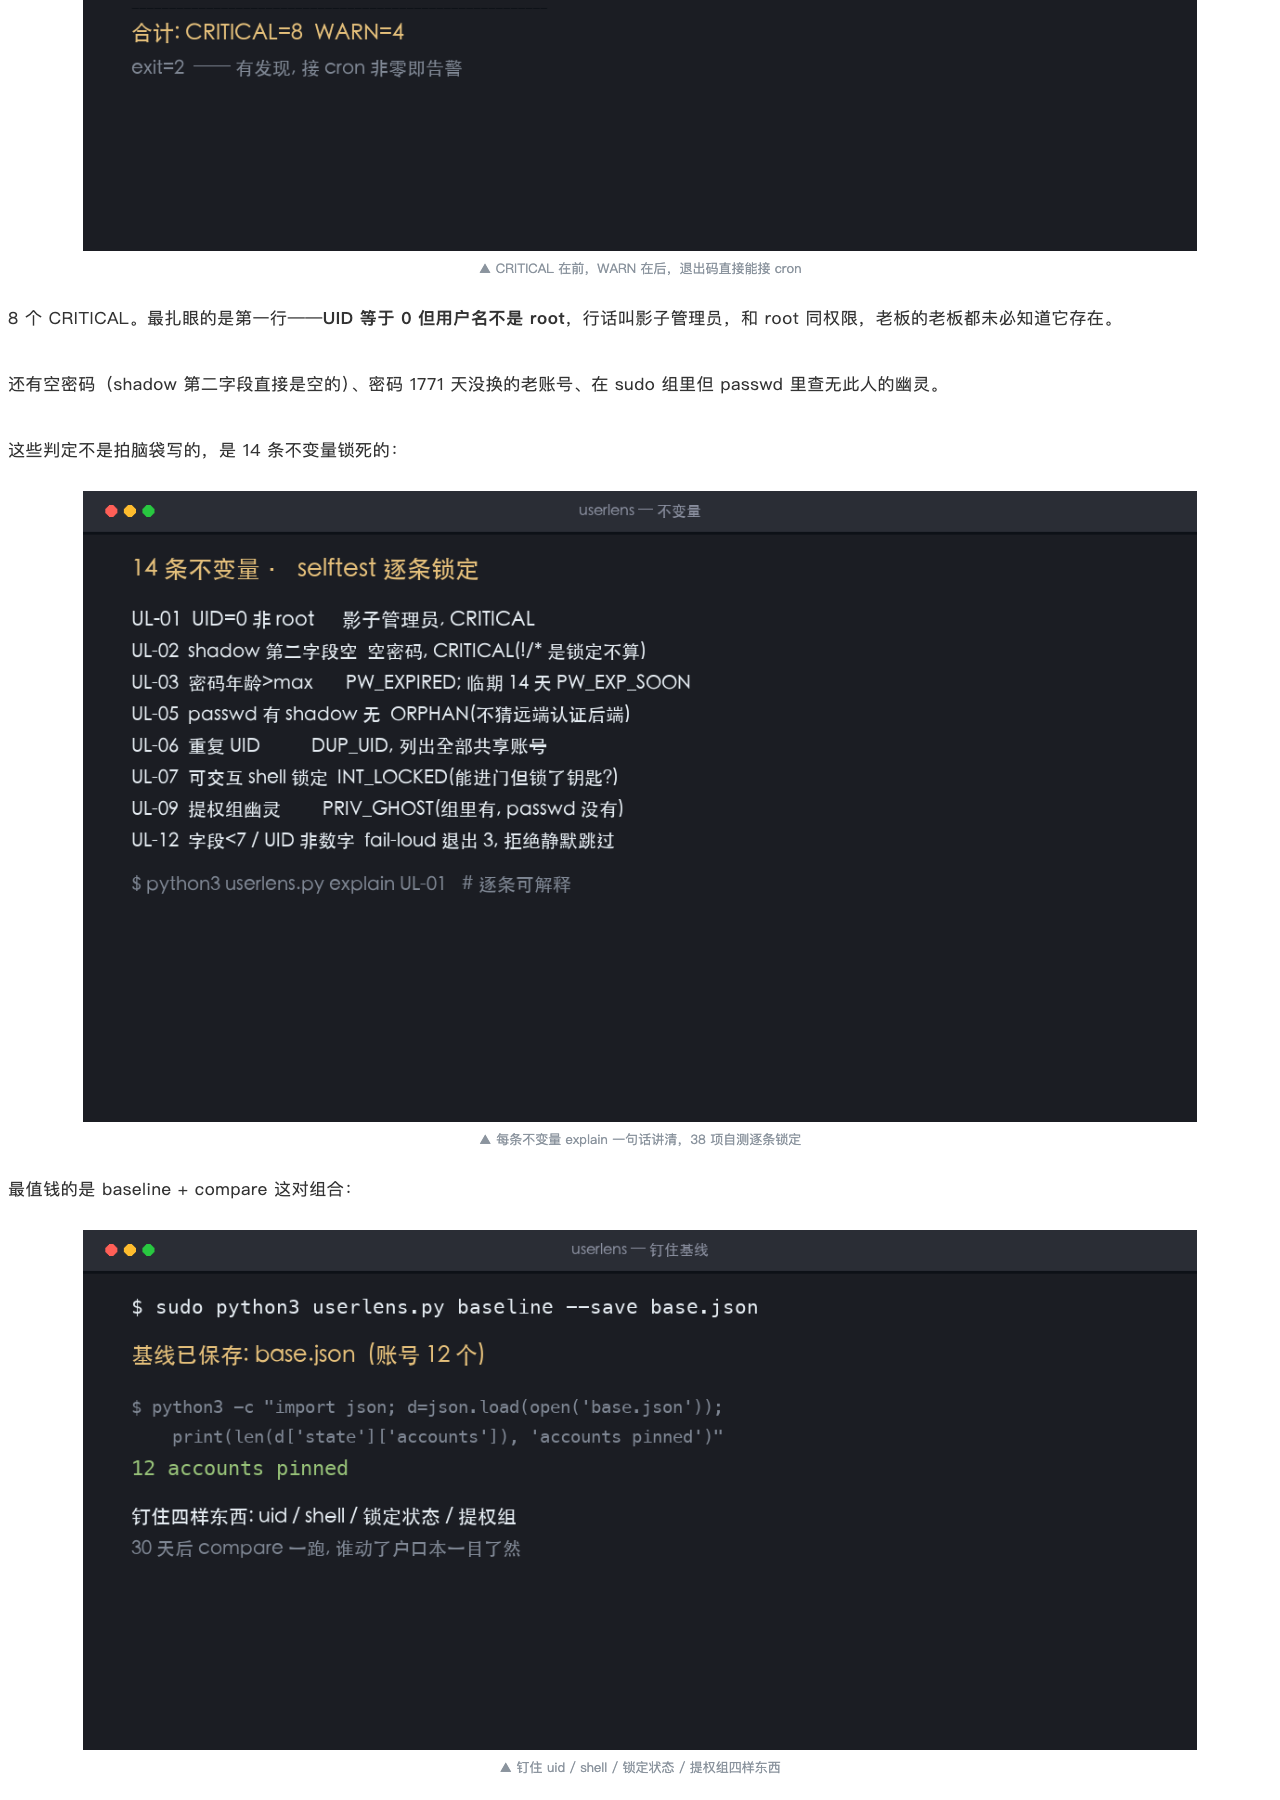 合计: CRITICAL=8 WARN=4
exit=2 —— 有发现, 接 cron 非零即告警
▲ CRITICAL 在前，WARN 在后，退出码直接能接 cron
8 个 CRITICAL。最扎眼的是第一行——UID 等于 0 但用户名不是 root，行话叫影子管理员，和 root 同权限，老板的老板都未必知道它存在。
还有空密码（shadow 第二字段直接是空的）、密码 1771 天没换的老账号、在 sudo 组里但 passwd 里查无此人的幽灵。
这些判定不是拍脑袋写的，是 14 条不变量锁死的：
userlens — 不变量
14 条不变量 · selftest 逐条锁定
UL-01 UID=0 非 root 影子管理员, CRITICAL
UL-02 shadow 第二字段空 空密码, CRITICAL(!/* 是锁定不算)
UL-03 密码年龄>max PW_EXPIRED; 临期 14 天 PW_EXP_SOON
UL-05 passwd 有 shadow 无 ORPHAN(不猜远端认证后端)
UL-06 重复 UID DUP_UID, 列出全部共享账号
UL-07 可交互 shell 锁定 INT_LOCKED(能进门但锁了钥匙?)
UL-09 提权组幽灵 PRIV_GHOST(组里有, passwd 没有)
UL-12 字段<7 / UID 非数字 fail-loud 退出 3, 拒绝静默跳过
$ python3 userlens.py explain UL-01 # 逐条可解释
▲ 每条不变量 explain 一句话讲清，38 项自测逐条锁定
最值钱的是 baseline + compare 这对组合：
userlens — 钉住基线
$ sudo python3 userlens.py baseline --save base.json
基线已保存: base.json (账号 12 个)
$ python3 -c "import json; d=json.load(open('base.json'));
print(len(d['state']['accounts']), 'accounts pinned')"
12 accounts pinned
钉住四样东西: uid / shell / 锁定状态 / 提权组
30 天后 compare 一跑, 谁动了户口本一目了然
▲ 钉住 uid / shell / 锁定状态 / 提权组四样东西